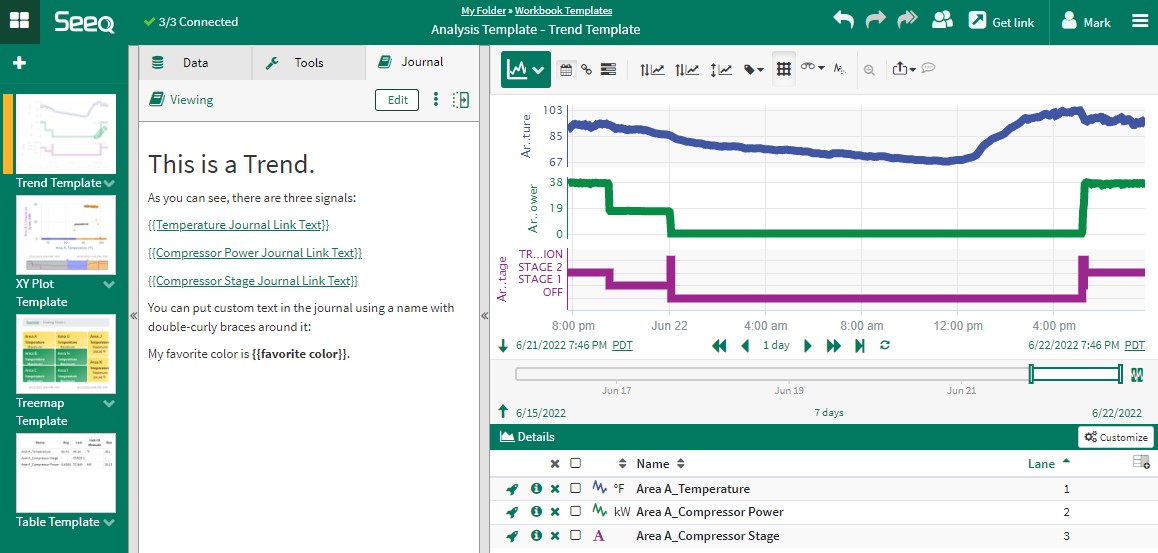 Seeq
3/3 Connected
My Folder » Workbook Templates
Analysis Template - Trend Template
Get link
Mark
Trend Template
XY Plot
Template
Treemap
Template
Table Template
Data
Tools
Journal
Viewing
Edit
This is a Trend.
As you can see, there are three signals:
{{Temperature Journal Link Text}}
{{Compressor Power Journal Link Text}}
{{Compressor Stage Journal Link Text}}
You can put custom text in the journal using a name with
double-curly braces around it:
My favorite color is {{favorite color}}.
«
«
Ar..ture
103
85
67
Ar..ower
38
19
0
Ar..tage
TR...ION
STAGE 2
STAGE 1
OFF
8:00 pm Jun 22 4:00 am 8:00 am 12:00 pm 4:00 pm
6/21/2022 7:46 PM PDT 1 day 6/22/2022 7:46 PM PDT
Jun 17 Jun 19 Jun 21
6/15/2022 7 days 6/22/2022
Details Customize
Name Lane
°F Area A_Temperature 1
kW Area A_Compressor Power 2
A Area A_Compressor Stage 3